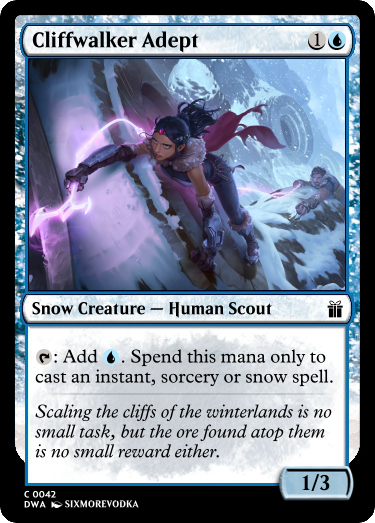 Cliffwalker Adept 1
Snow Creature — Human Scout
: Add . Spend this mana only to
cast an instant, sorcery or snow spell.
Scaling the cliffs of the winterlands is no
small task, but the ore found atop them
is no small reward either.
1/3
C 0042
DWA SIXMOREVODKA